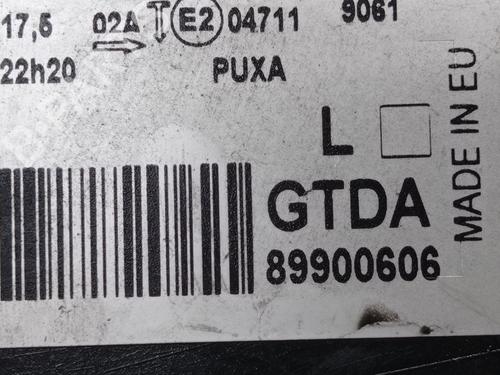 17,5 02A E2 04711 9061
22h20 PUXA
L
GTDA
89900606
MADE IN EU